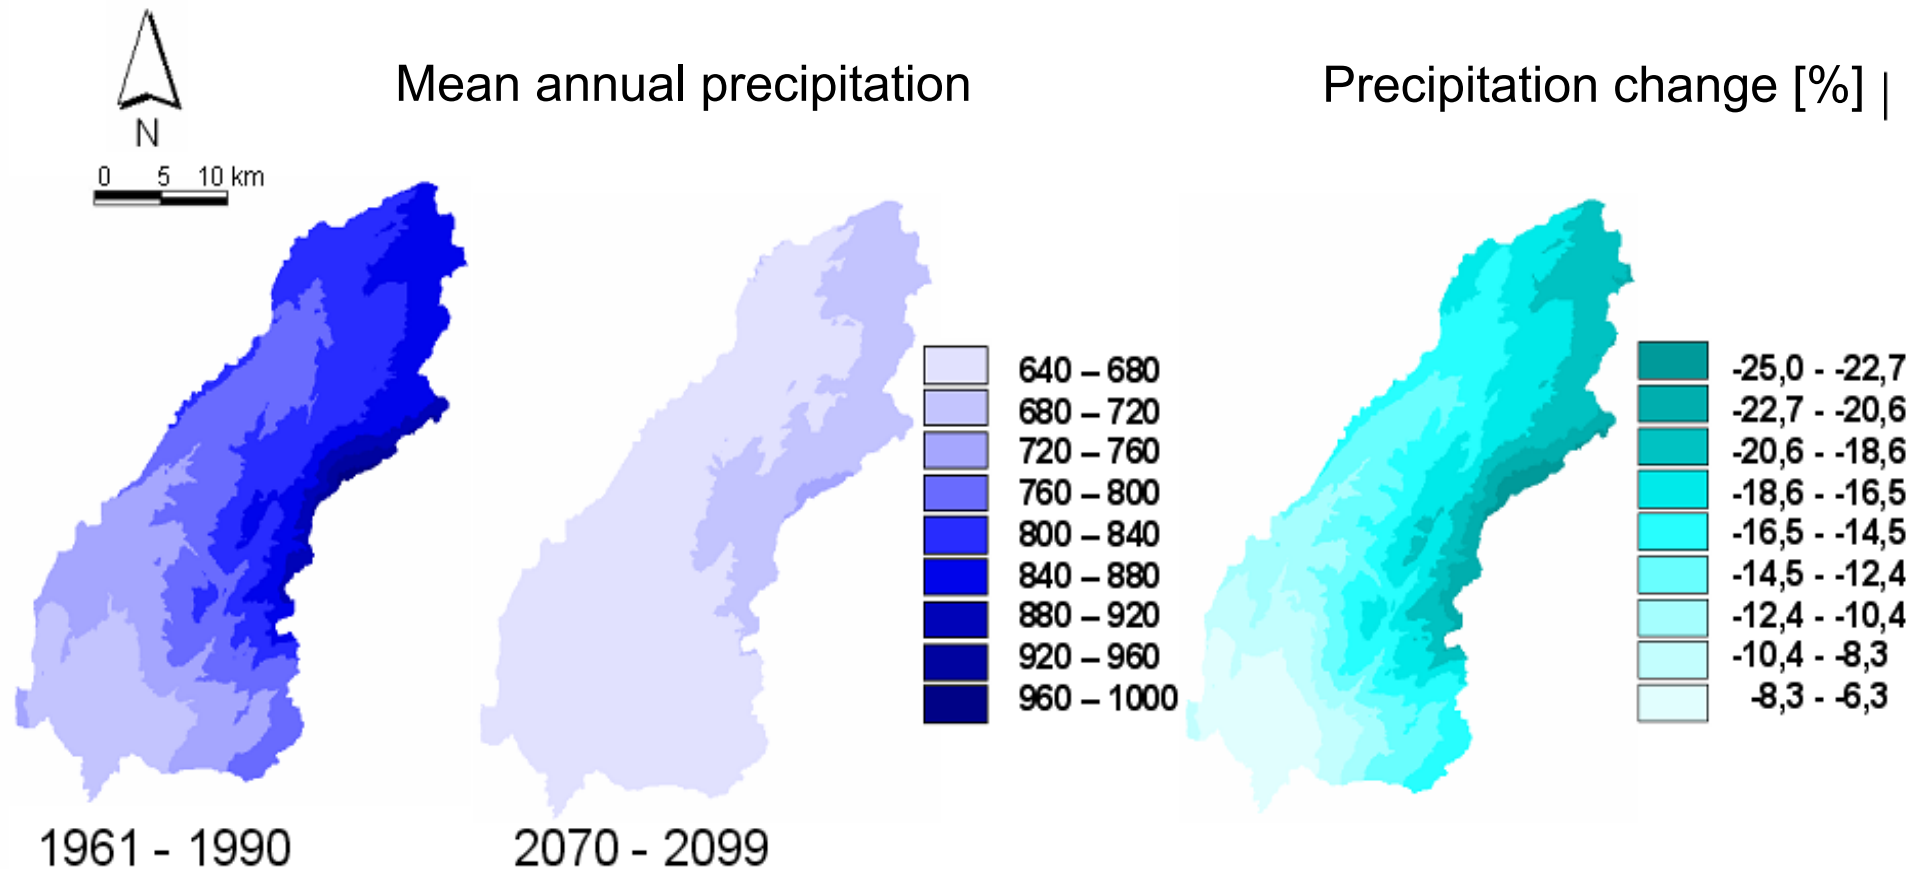 Mean annual precipitation
Precipitation change [%] |
N
0 5 10 km
640 – 680
680 – 720
720 – 760
760 – 800
800 – 840
840 – 880
880 – 920
920 – 960
960 – 1000
-25,0 - -22,7
-22,7 - -20,6
-20,6 - -18,6
-18,6 - -16,5
-16,5 - -14,5
-14,5 - -12,4
-12,4 - -10,4
-10,4 - -8,3
-8,3 - -6,3
1961 - 1990
2070 - 2099